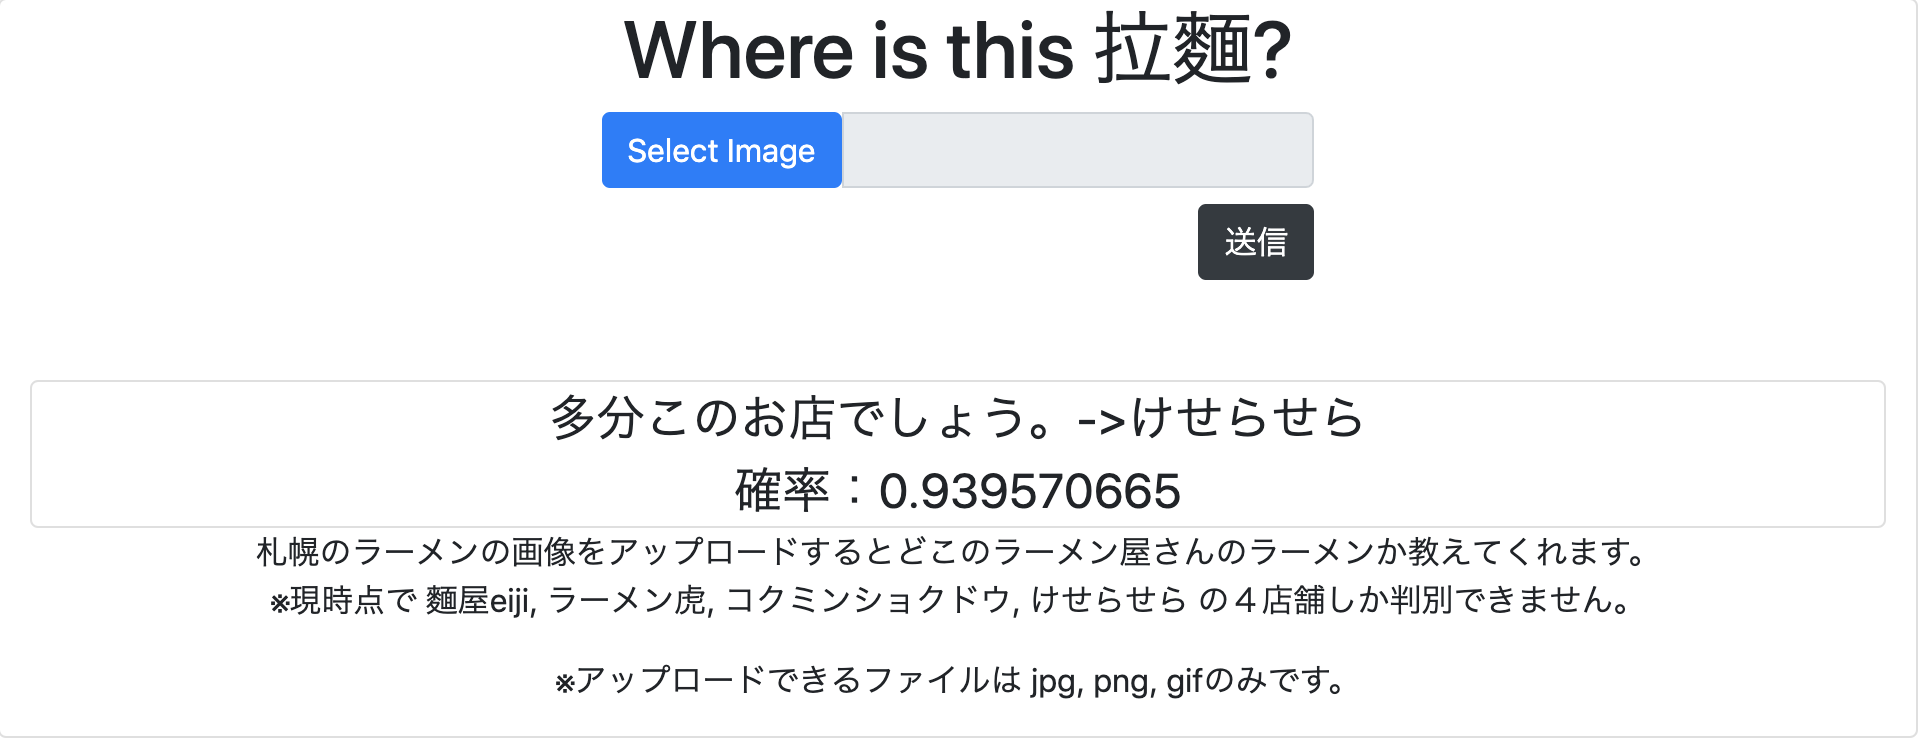 Where is this 拉麵?
Select Image
送信
多分このお店でしょう。->けせらせら
確率：0.939570665
札幌のラーメンの画像をアップロードするとどこのラーメン屋さんのラーメンか教えてくれます。
※現時点で 麵屋eiji, ラーメン虎, コクミンショクドウ, けせらせら の４店舗しか判別できません。
※アップロードできるファイルは jpg, png, gifのみです。